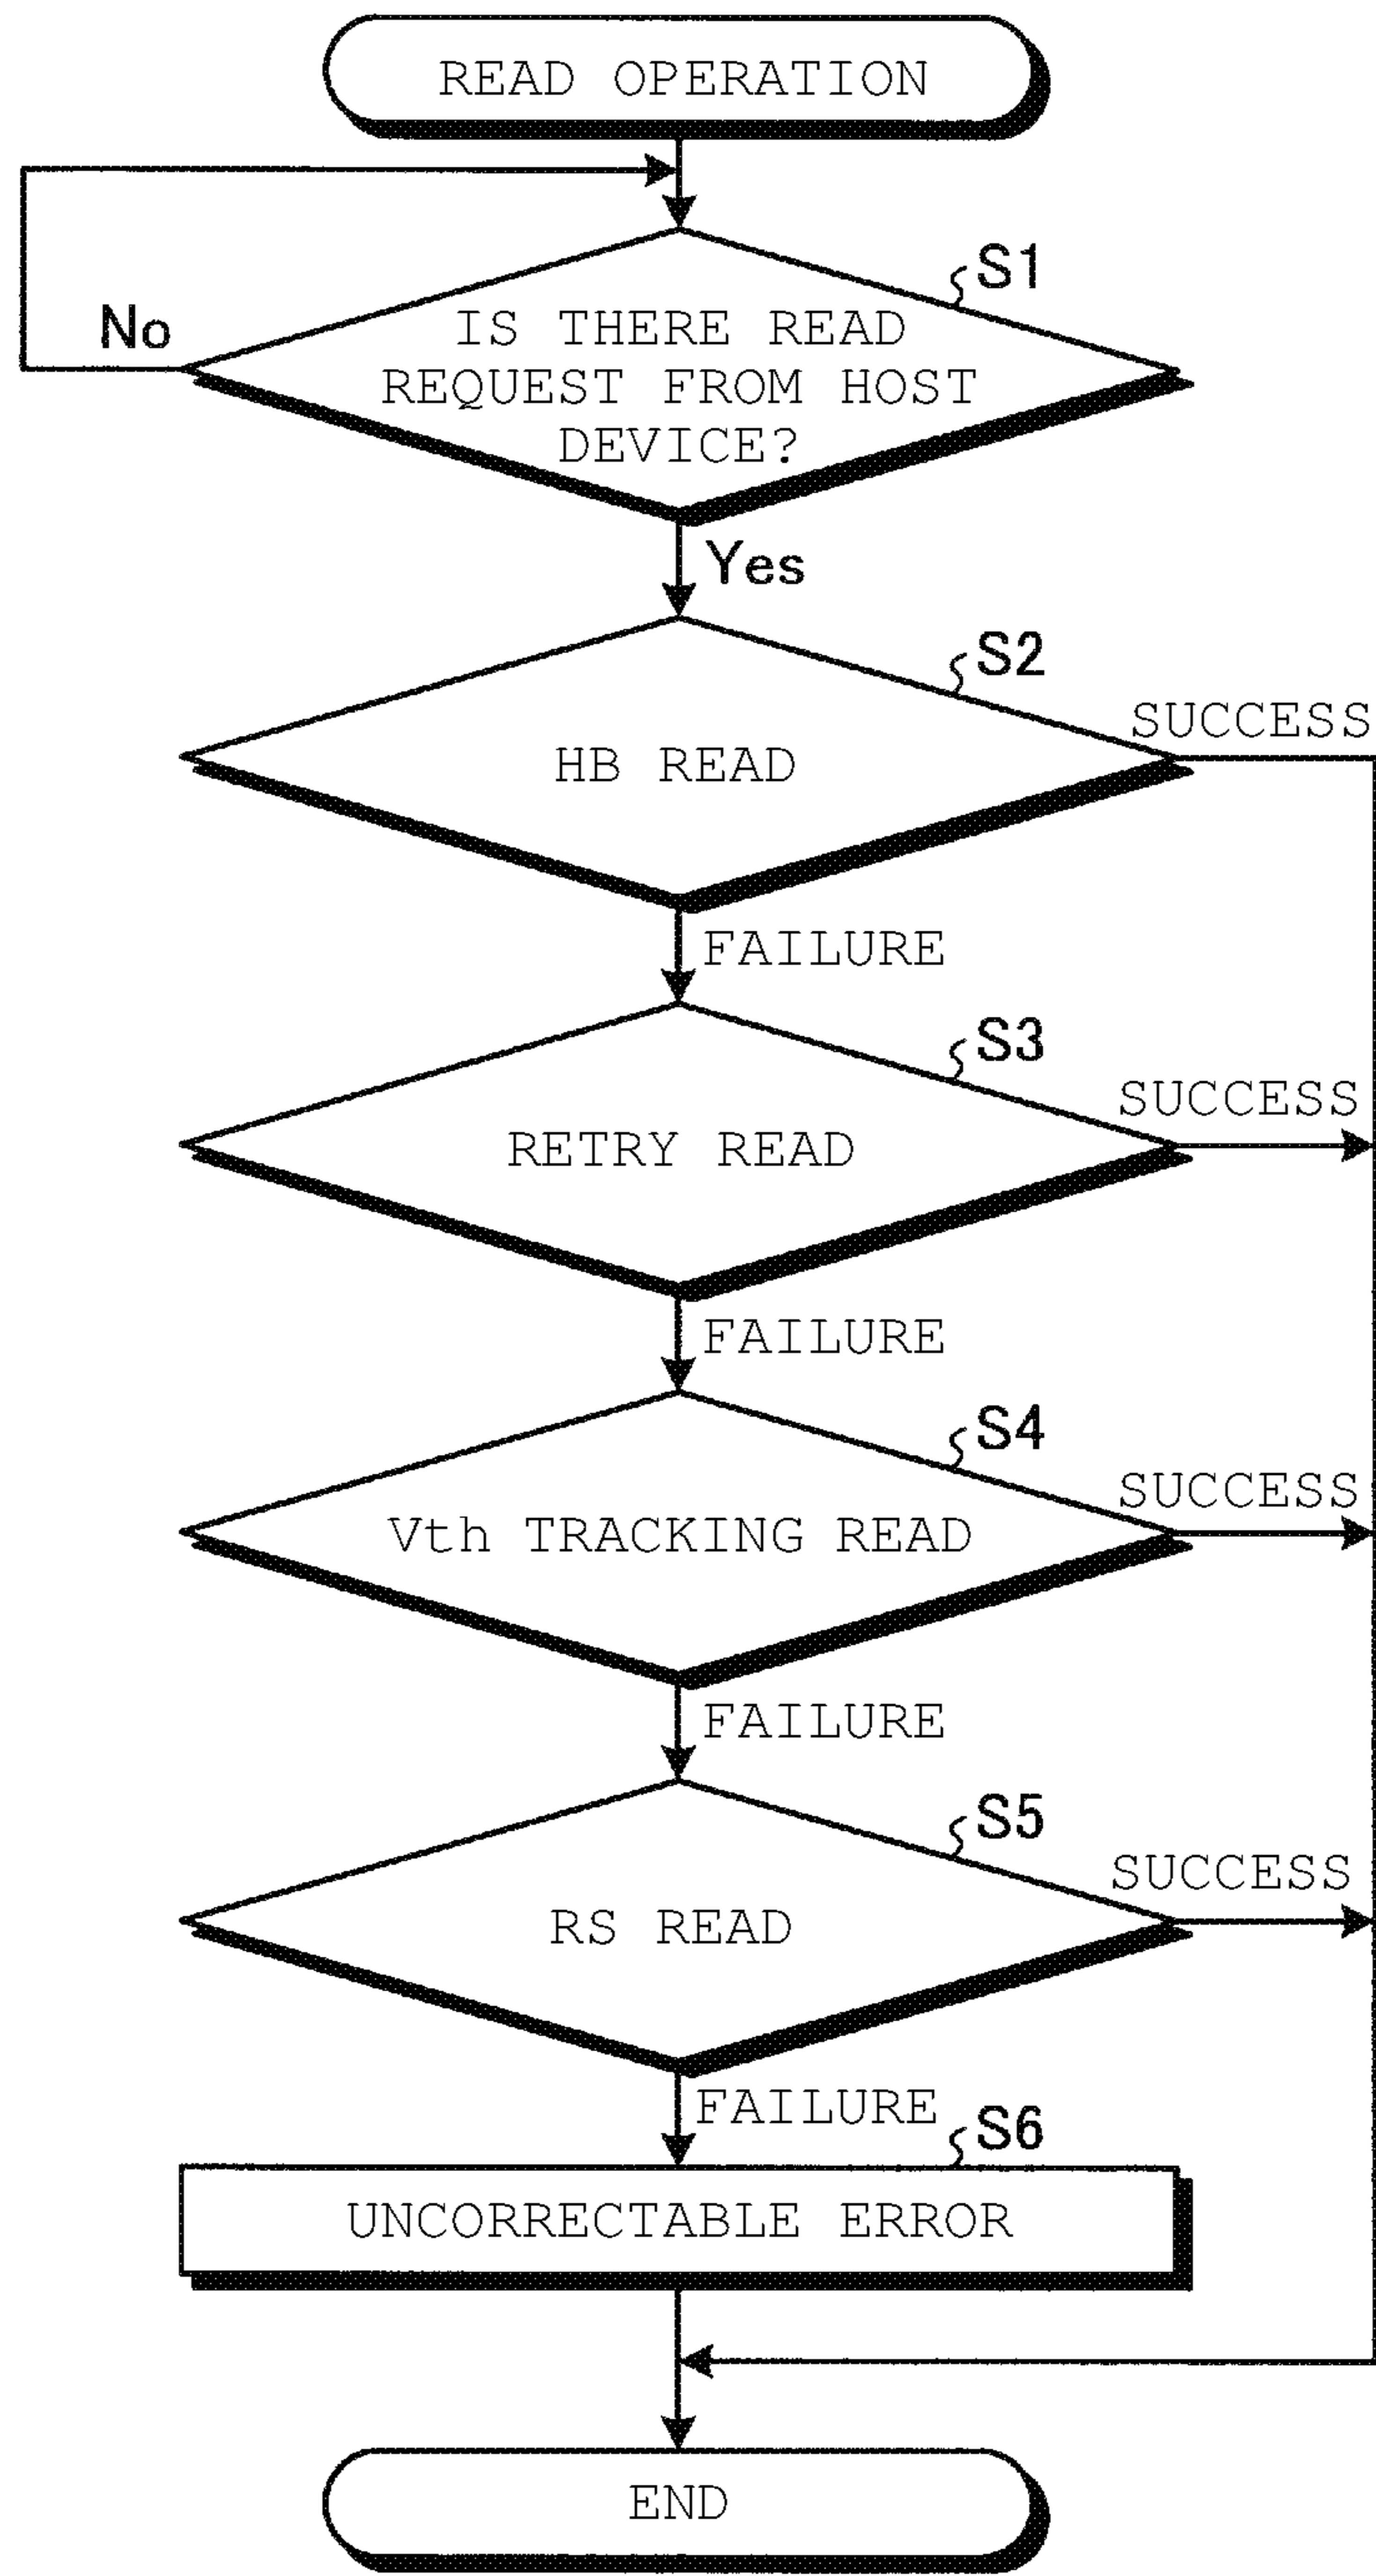 READ OPERATION
S1
No
IS THERE READ
REQUEST FROM HOST
DEVICE?
Yes
S2
SUCCESS
HB READ
FAILURE
S3
SUCCESS
RETRY READ
FAILURE
S4
SUCCESS
Vth TRACKING READ
FAILURE
S5
SUCCESS
RS READ
FAILURE
S6
UNCORRECTABLE ERROR
END